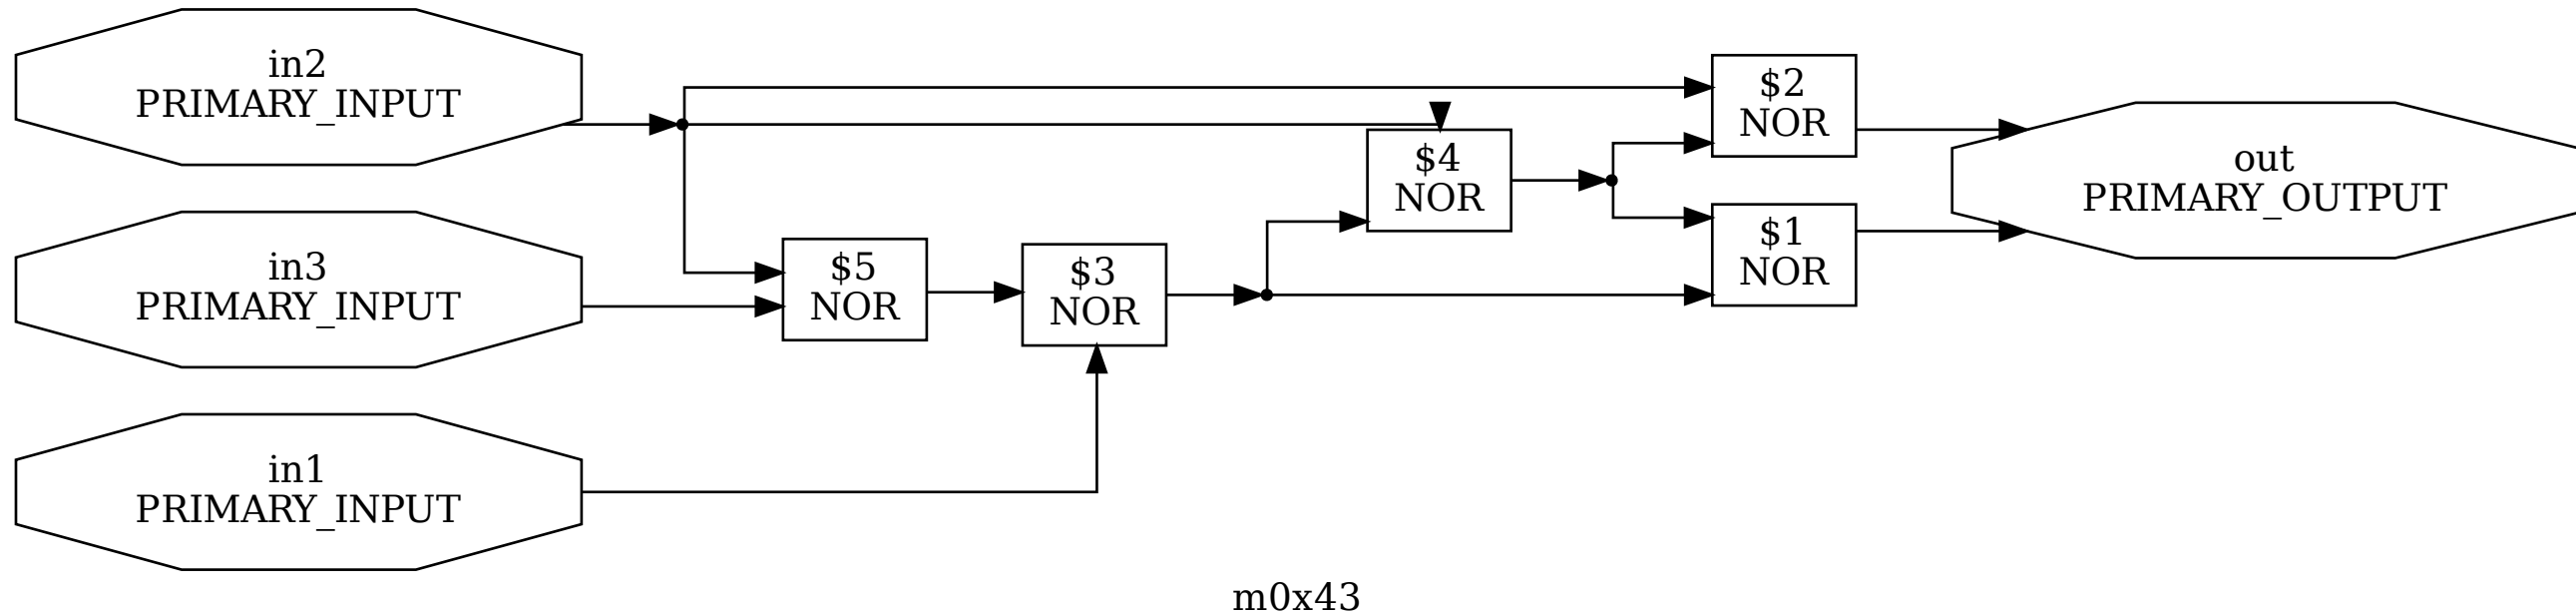 in2
PRIMARY_INPUT
in3
PRIMARY_INPUT
in1
PRIMARY_INPUT
$5
NOR
$3
NOR
$4
NOR
$2
NOR
$1
NOR
out
PRIMARY_OUTPUT
m0x43